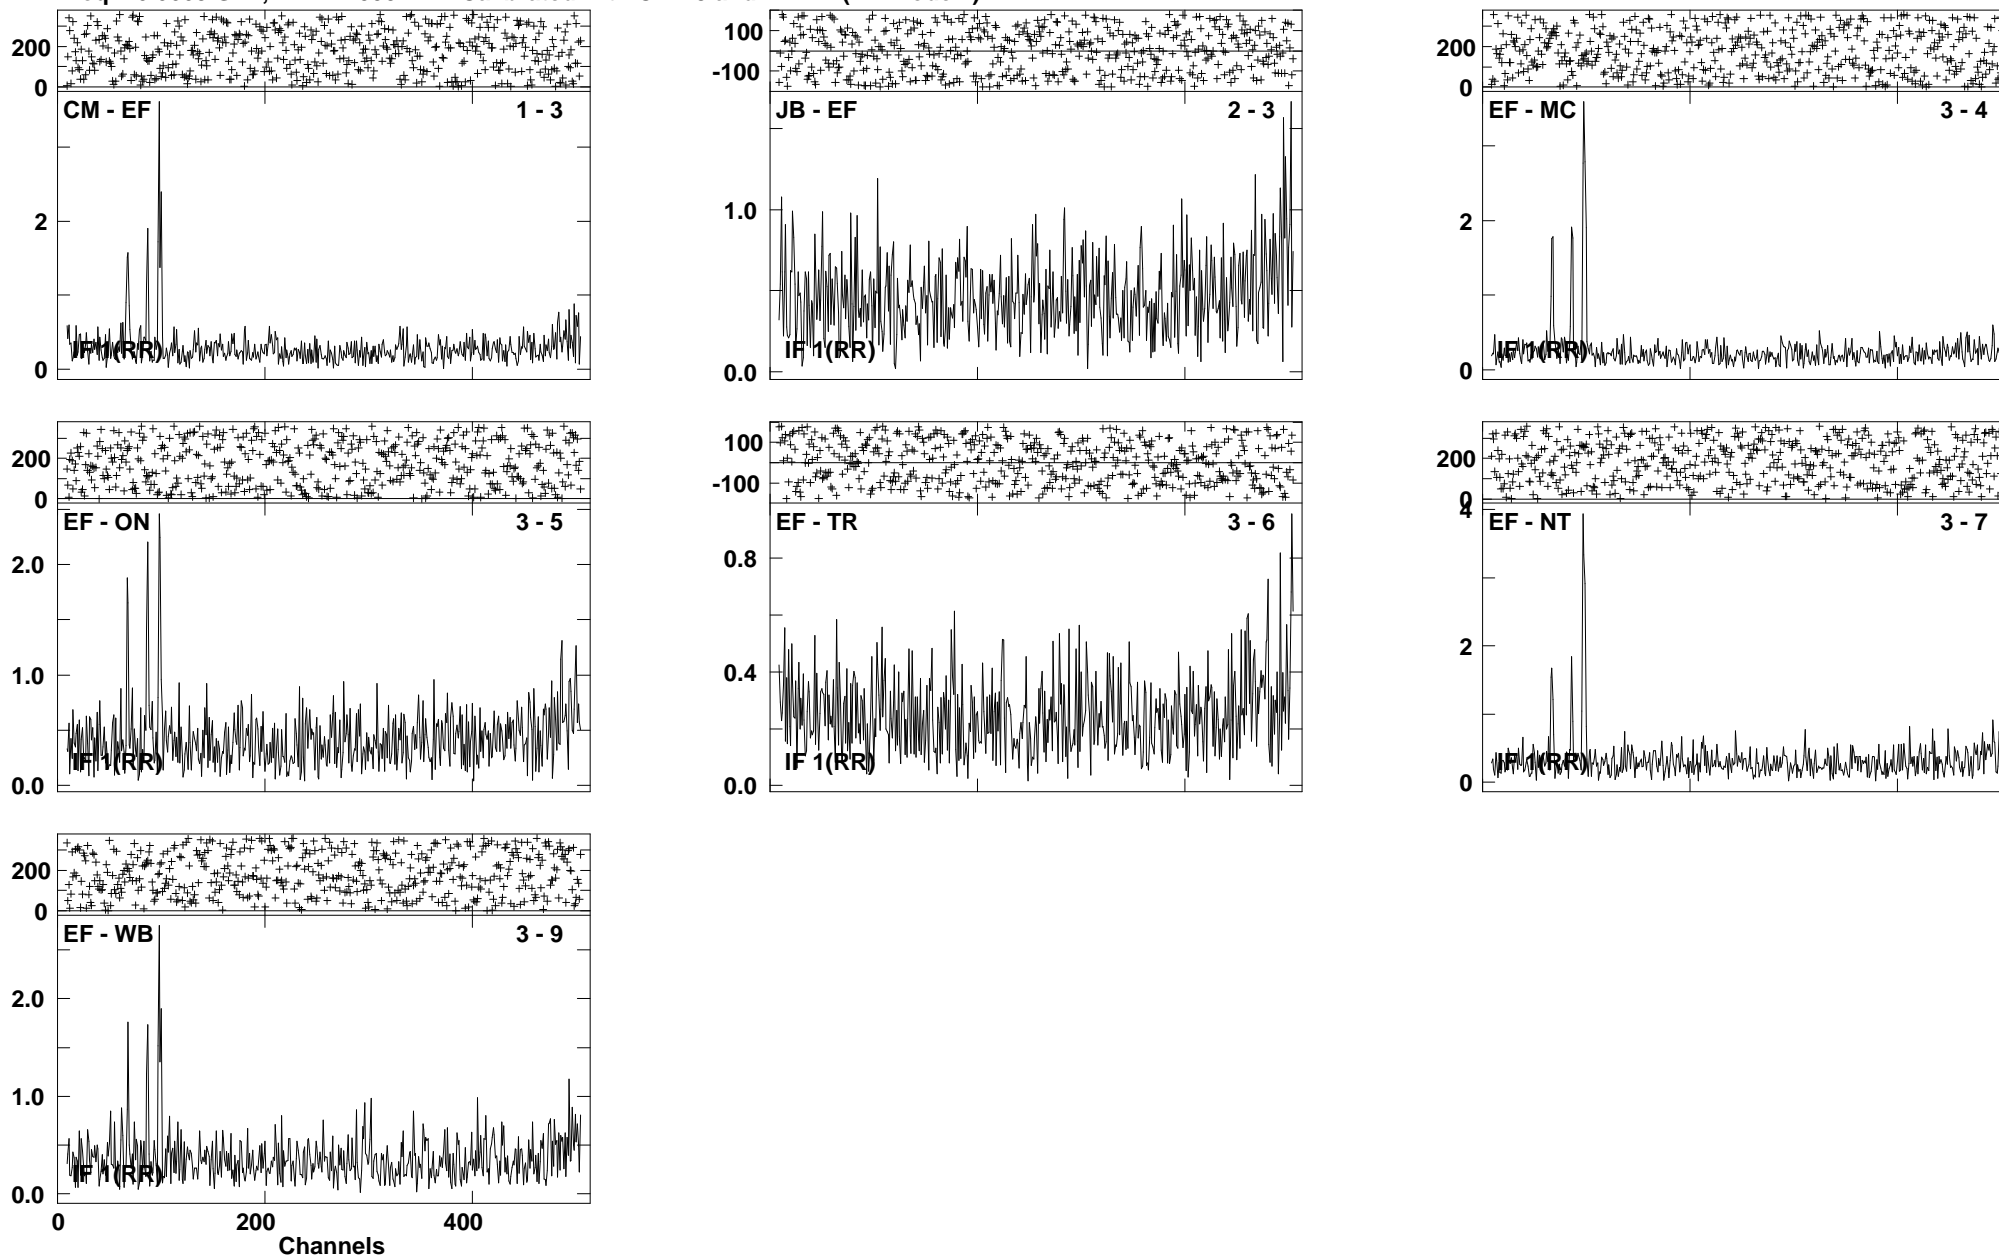 200
0
CM - EF 1 - 3
2
0
IF 1(RR)
100
-100
JB - EF 2 - 3
1.0
0.0
IF 1(RR)
200
0
EF - MC 3 - 4
2
0
IF 1(RR)
200
0
EF - ON 3 - 5
2.0
1.0
0.0
IF 1(RR)
100
-100
EF - TR 3 - 6
0.8
0.4
0.0
IF 1(RR)
200
0
4
EF - NT 3 - 7
2
0
IF 1(RR)
200
0
EF - WB 3 - 9
2.0
1.0
0.0
IF 1(RR)
0 200 400
Channels